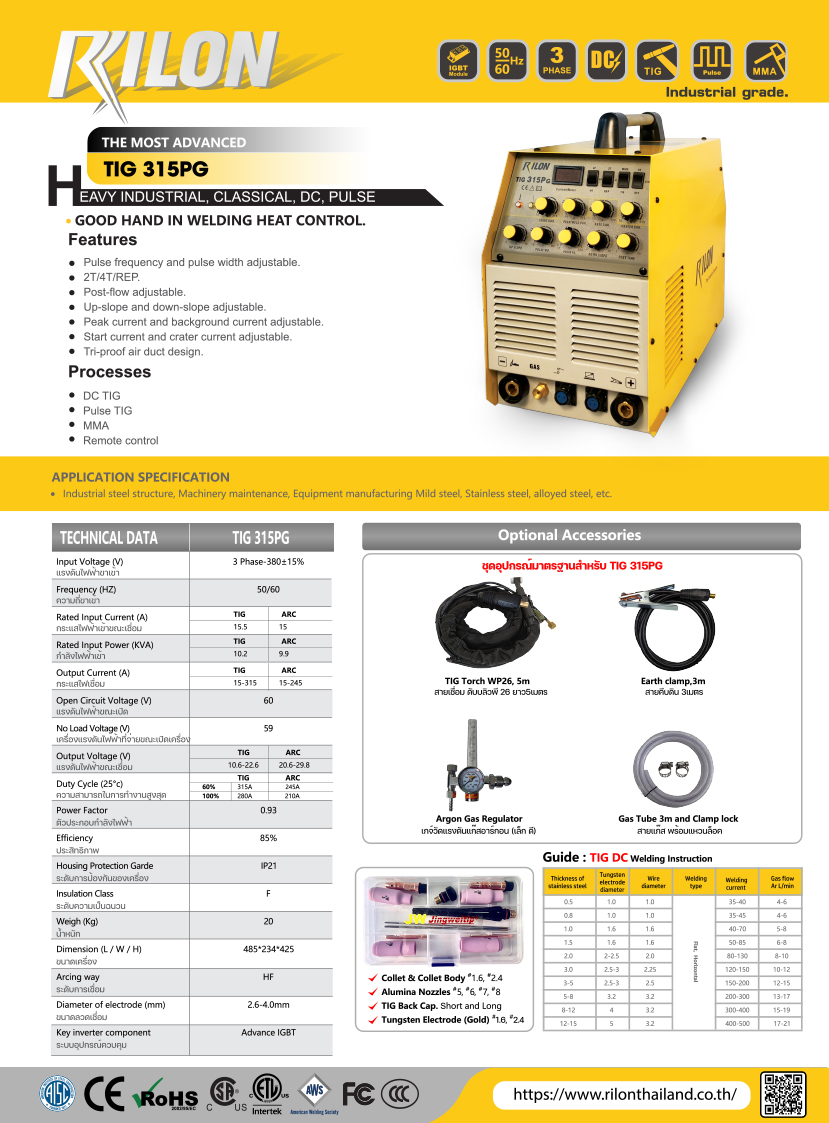 RILON
IGBT
Module
50
60 Hz
3
PHASE
DC
TIG
Pulse
MMA
Industrial grade.
THE MOST ADVANCED
TIG 315PG
HEAVY INDUSTRIAL, CLASSICAL, DC, PULSE
• GOOD HAND IN WELDING HEAT CONTROL.
Features
• Pulse frequency and pulse width adjustable.
• 2T/4T/REP.
• Post-flow adjustable.
• Up-slope and down-slope adjustable.
• Peak current and background current adjustable.
• Start current and crater current adjustable.
• Tri-proof air duct design.
Processes
• DC TIG
• Pulse TIG
• MMA
• Remote control
RILON
TIG 315PG
RILON
GAS
APPLICATION SPECIFICATION
• Industrial steel structure, Machinery maintenance, Equipment manufacturing Mild steel, Stainless steel, alloyed steel, etc.
TECHNICAL DATA TIG 315PG
Input Voltage (V) 3 Phase-380±15%
แรงดันไฟฟ้าขาเข้า
Frequency (HZ) 50/60
ความถี่ขาเขา
Rated Input Current (A) TIG ARC
กระแสไฟฟ้าเข้าขณะเชื่อม 15.5 15
Rated Input Power (KVA) TIG ARC
กำลังไฟฟ้าเข้า 10.2 9.9
Output Current (A) TIG ARC
กระแสไฟเชื่อม 15-315 15-245
Open Circuit Voltage (V) 60
แรงดันไฟฟ้าขณะเปิด
No Load Voltage (V) 59
เครื่องแรงดันไฟฟ้าที่จ่ายขณะเปิดเครื่อง
Output Voltage (V) TIG ARC
แรงดันไฟฟ้าขณะเชื่อม 10.6-22.6 20.6-29.8
Duty Cycle (25°c) TIG ARC
60% 315A 245A
ความสามารถในการทำงานสูงสุด 100% 280A 210A
Power Factor 0.93
ตัวประกอบกำลังไฟฟ้า
Efficiency 85%
ประสิทธิภาพ
Housing Protection Garde IP21
ระดับการป้องกันของเครื่อง
Insulation Class F
ระดับความเป็นฉนวน
Weigh (Kg) 20
น้ำหนัก
Dimension (L / W / H) 485*234*425
ขนาดเครื่อง
Arcing way HF
ระดับการเชื่อม
Diameter of electrode (mm) 2.6-4.0mm
ขนาดลวดเชื่อม
Key inverter component Advance IGBT
ระบบอุปกรณ์ควบคุม
Optional Accessories
ชุดอุปกรณ์มาตรฐานสำหรับ TIG 315PG
TIG Torch WP26, 5m
สายเชื่อม ดับบลิวพี 26 ยาว5เมตร
Earth clamp,3m
สายคีบดิน 3เมตร
Argon Gas Regulator
เกจ์วัดแรงดันแก๊สอาร์กอน (เล็ก ดี)
Gas Tube 3m and Clamp lock
สายแก๊ส พร้อมแหวนล็อค
JW Jingweitip
Collet & Collet Body #1.6, #2.4
Alumina Nozzles #5, #6, #7, #8
TIG Back Cap. Short and Long
Tungsten Electrode (Gold) #1.6, #2.4
Guide : TIG DC Welding Instruction
Thickness of stainless steel Tungsten electrode diameter Wire diameter Welding type Welding current Gas flow Ar L/min
0.5 1.0 1.0 35-40 4-6
0.8 1.0 1.0 35-45 4-6
1.0 1.6 1.6 40-70 5-8
1.5 1.6 1.6 50-85 6-8
Flat, Horizontal
2.0 2-2.5 2.0 80-130 8-10
3.0 2.5-3 2.25 120-150 10-12
3-5 2.5-3 2.5 150-200 12-15
5-8 3.2 3.2 200-300 13-17
8-12 4 3.2 300-400 15-19
12-15 5 3.2 400-500 17-21
AISC
CE
RoHS
2002/95/EC
C SA US
C ETL US
Intertek
AWS
American Welding Society
FC
CCC
https://www.rilonthailand.co.th/